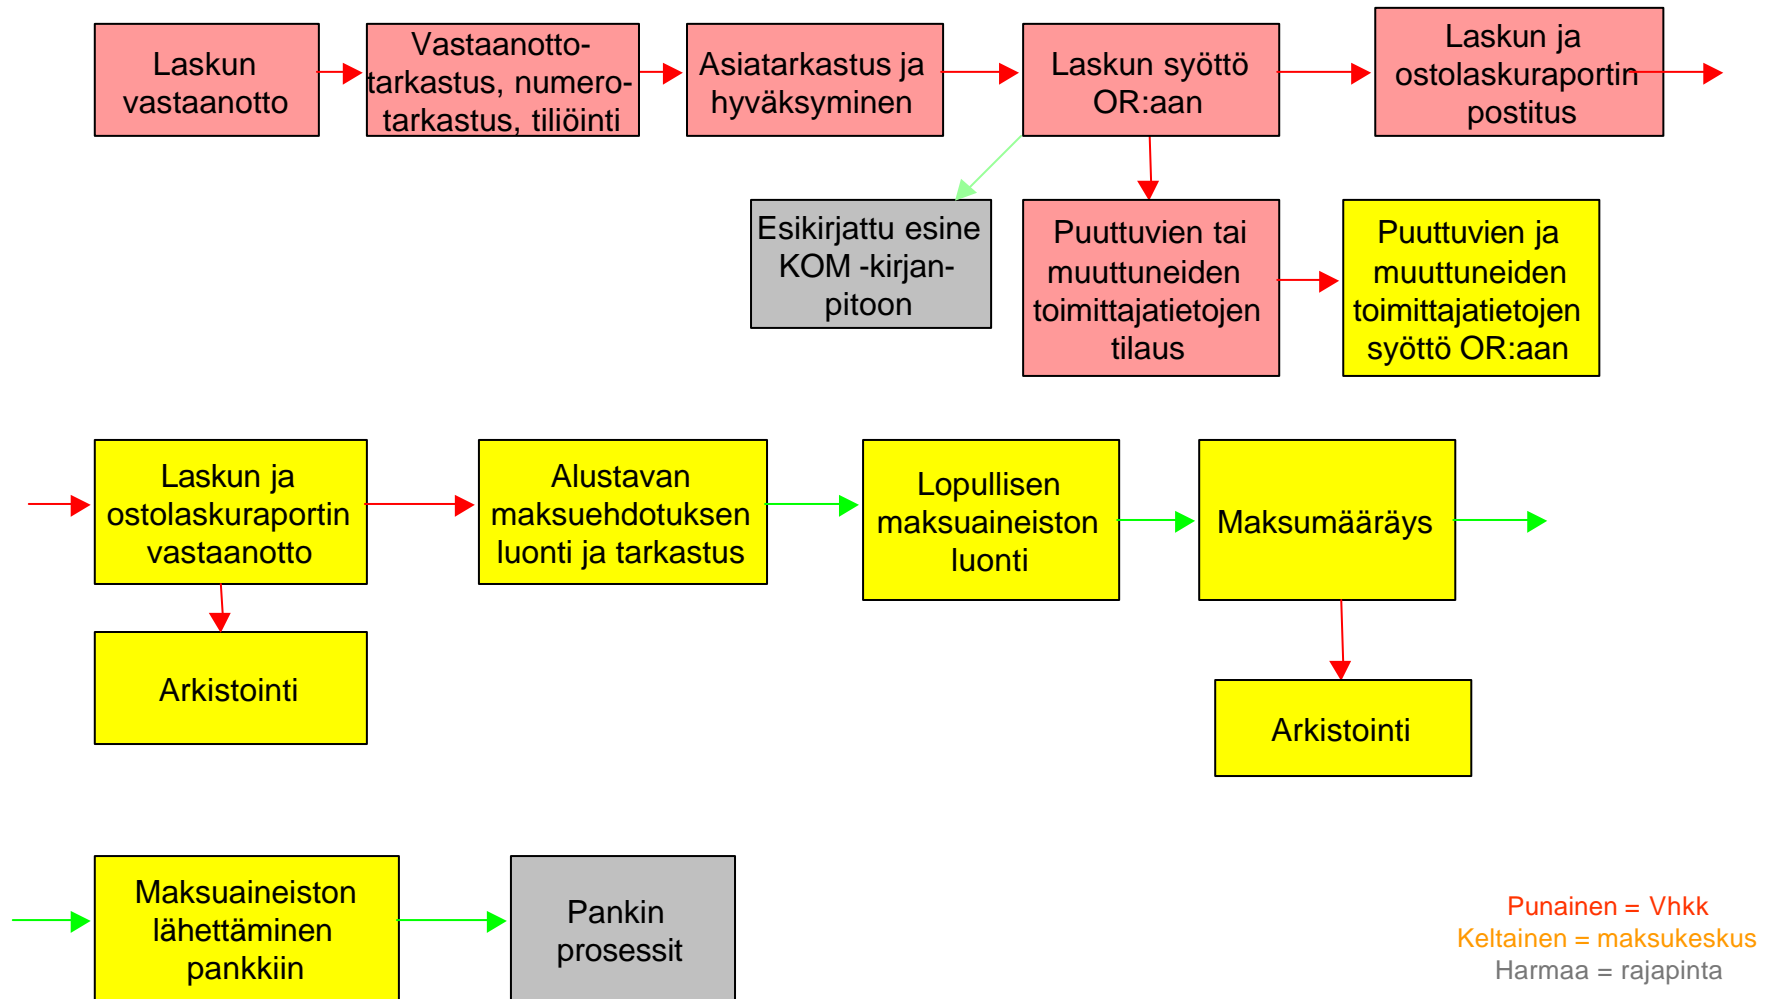 Laskun
vastaanotto
Vastaanotto-
tarkastus, numero-
tarkastus, tiliöinti
Asiatarkastus ja
hyväksyminen
Laskun syöttö
OR:aan
Laskun ja
ostolaskuraportin
postitus
Esikirjattu esine
KOM -kirjan-
pitoon
Puuttuvien tai
muuttuneiden
toimittajatietojen
tilaus
Puuttuvien ja
muuttuneiden
toimittajatietojen
syöttö OR:aan
Laskun ja
ostolaskuraportin
vastaanotto
Alustavan
maksuehdotuksen
luonti ja tarkastus
Lopullisen
maksuaineiston
luonti
Maksumääräys
Arkistointi
Arkistointi
Maksuaineiston
lähettäminen
pankkiin
Pankin
prosessit
Punainen = Vhkk
Keltainen = maksukeskus
Harmaa = rajapinta